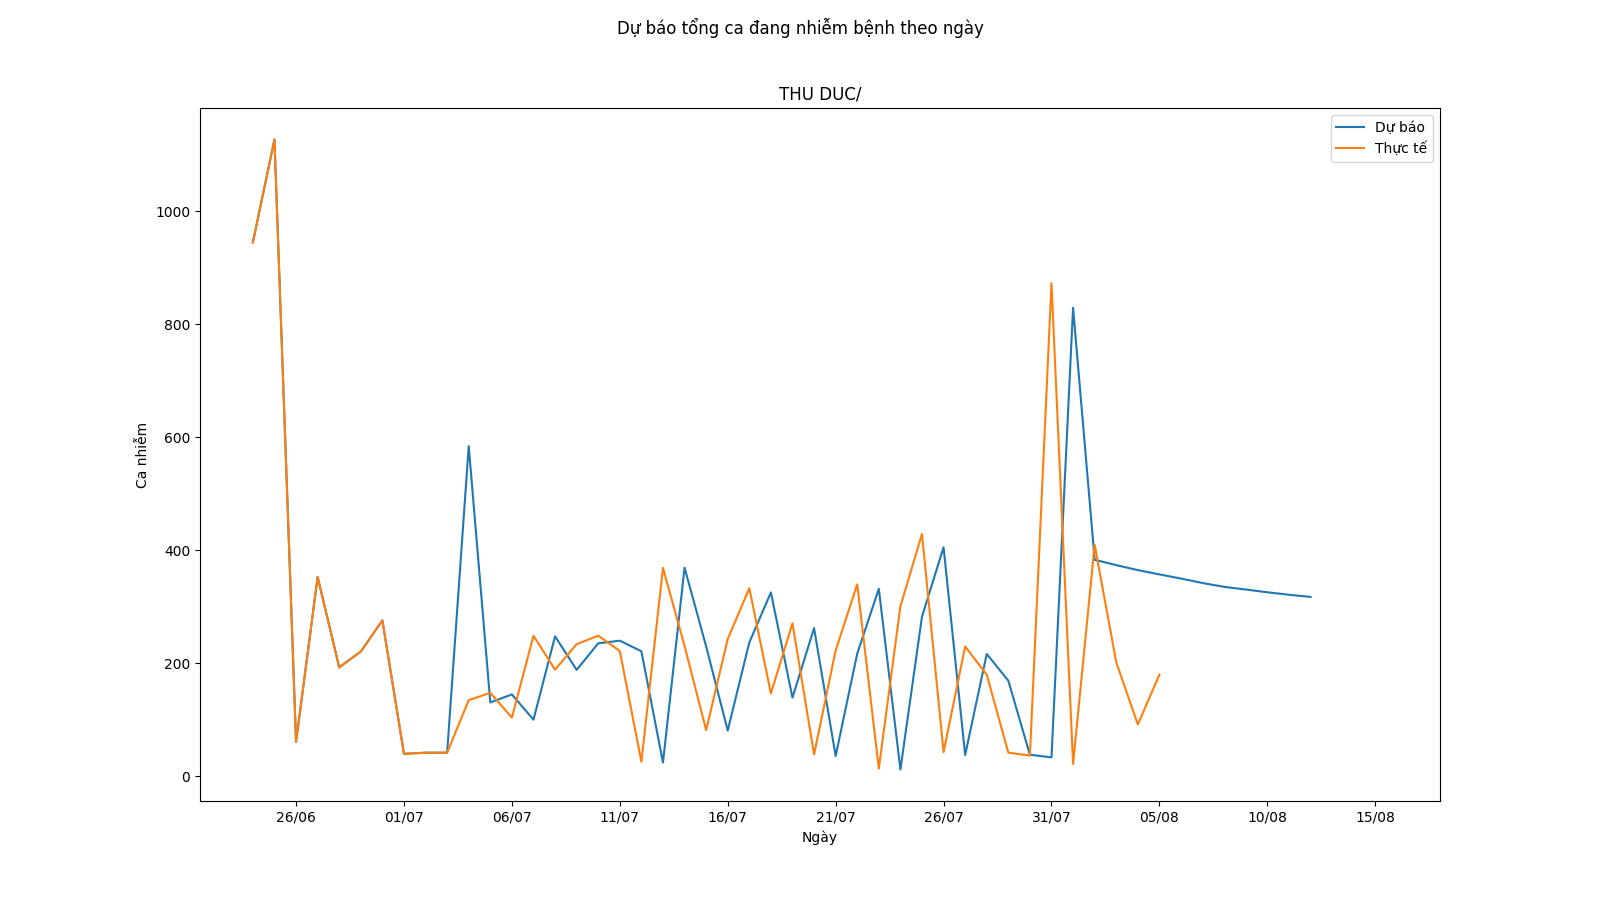 Dự báo tổng ca đang nhiễm bệnh theo ngày
THU DUC/
Dự báo
Thực tế
1000
800
600
400
200
0
Ca nhiễm
26/06 01/07 06/07 11/07 16/07 21/07 26/07 31/07 05/08 10/08 15/08
Ngày